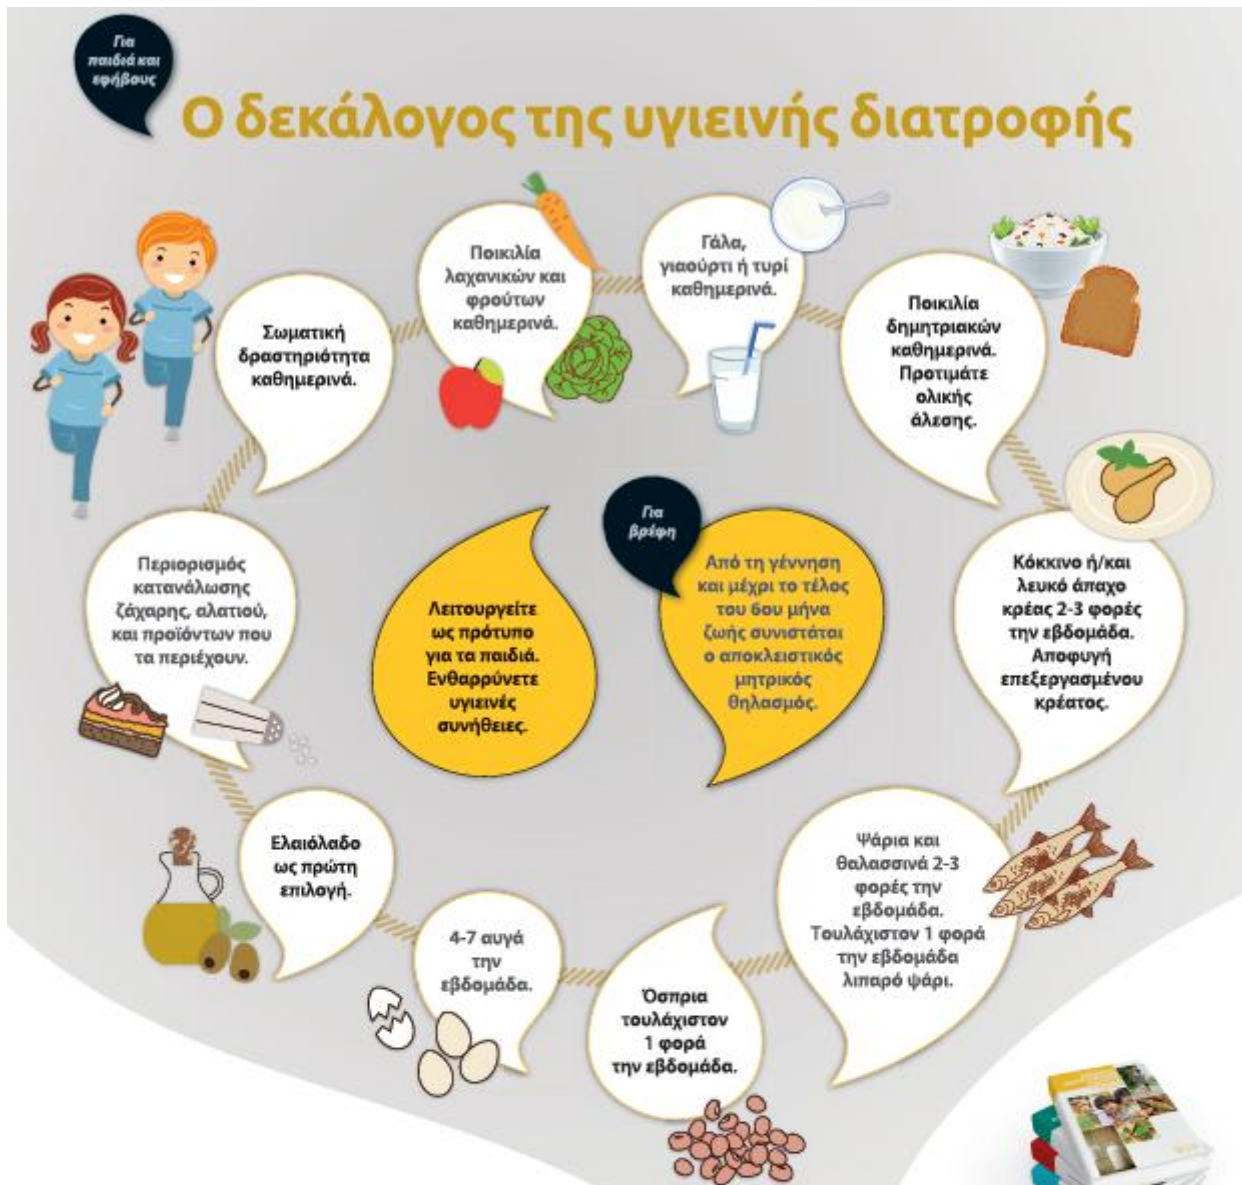 Για
παιδιά και
εφήβους
Ο δεκάλογος της υγιεινής διατροφής
Σωματική
δραστηριότητα
καθημερινά.
Ποικιλία
λαχανικών και
φρούτων
καθημερινά.
Γάλα,
γιαούρτι ή τυρί
καθημερινά.
Ποικιλία
δημητριακών
καθημερινά.
Προτιμάτε
ολικής
άλεσης.
Κόκκινο ή/και
λευκό άπαχο
κρέας 2-3 φορές
την εβδομάδα.
Αποφυγή
επεξεργασμένου
κρέατος.
Ψάρια και
θαλασσινά 2-3
φορές την
εβδομάδα.
Τουλάχιστον 1 φορά
την εβδομάδα
λιπαρό ψάρι.
Όσπρια
τουλάχιστον
1 φορά
την εβδομάδα.
4-7 αυγά
την
εβδομάδα.
Ελαιόλαδο
ως πρώτη
επιλογή.
Περιορισμός
κατανάλωσης
ζάχαρης, αλατιού,
και προϊόντων που
τα περιέχουν.
Λειτουργείτε
ως πρότυπο
για τα παιδιά.
Ενθαρρύνετε
υγιεινές
συνήθειες.
Για
βρέφη
Από τη γέννηση
και μέχρι το τέλος
του 6ου μήνα
ζωής συνιστάται
ο αποκλειστικός
μητρικός
θηλασμός.